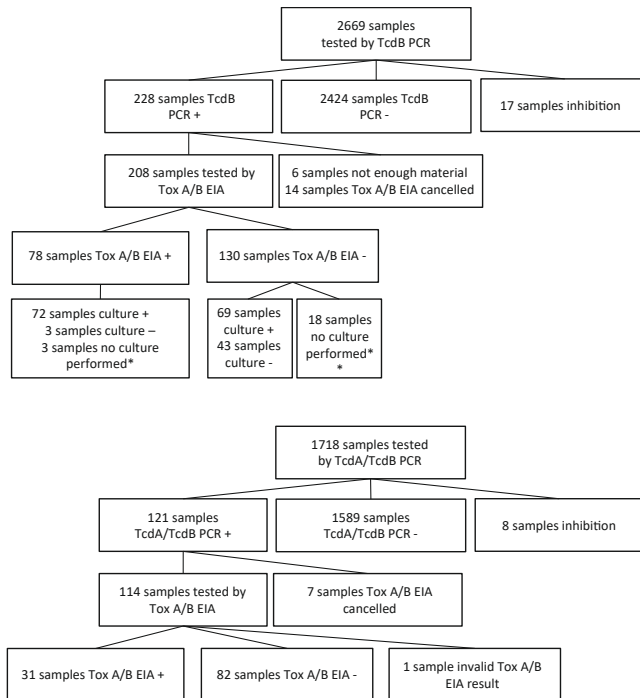 2669 samples
tested by TcdB PCR
228 samples TcdB
PCR +
2424 samples TcdB
PCR -
17 samples inhibition
208 samples tested by
Tox A/B EIA
6 samples not enough material
14 samples Tox A/B EIA cancelled
78 samples Tox A/B EIA +
130 samples Tox A/B EIA -
72 samples culture +
3 samples culture –
3 samples no culture
performed*
69 samples
culture +
43 samples
culture -
18 samples
no culture
performed*
*
1718 samples tested
by TcdA/TcdB PCR
121 samples
TcdA/TcdB PCR +
1589 samples
TcdA/TcdB PCR -
8 samples inhibition
114 samples tested by
Tox A/B EIA
7 samples Tox A/B EIA
cancelled
31 samples Tox A/B EIA +
82 samples Tox A/B EIA -
1 sample invalid Tox A/B
EIA result